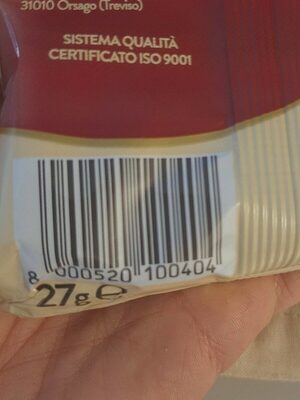 31010 Orsago (Treviso)
SISTEMA QUALITÀ
CERTIFICATO ISO 9001
8 000520 100404
27g ℮